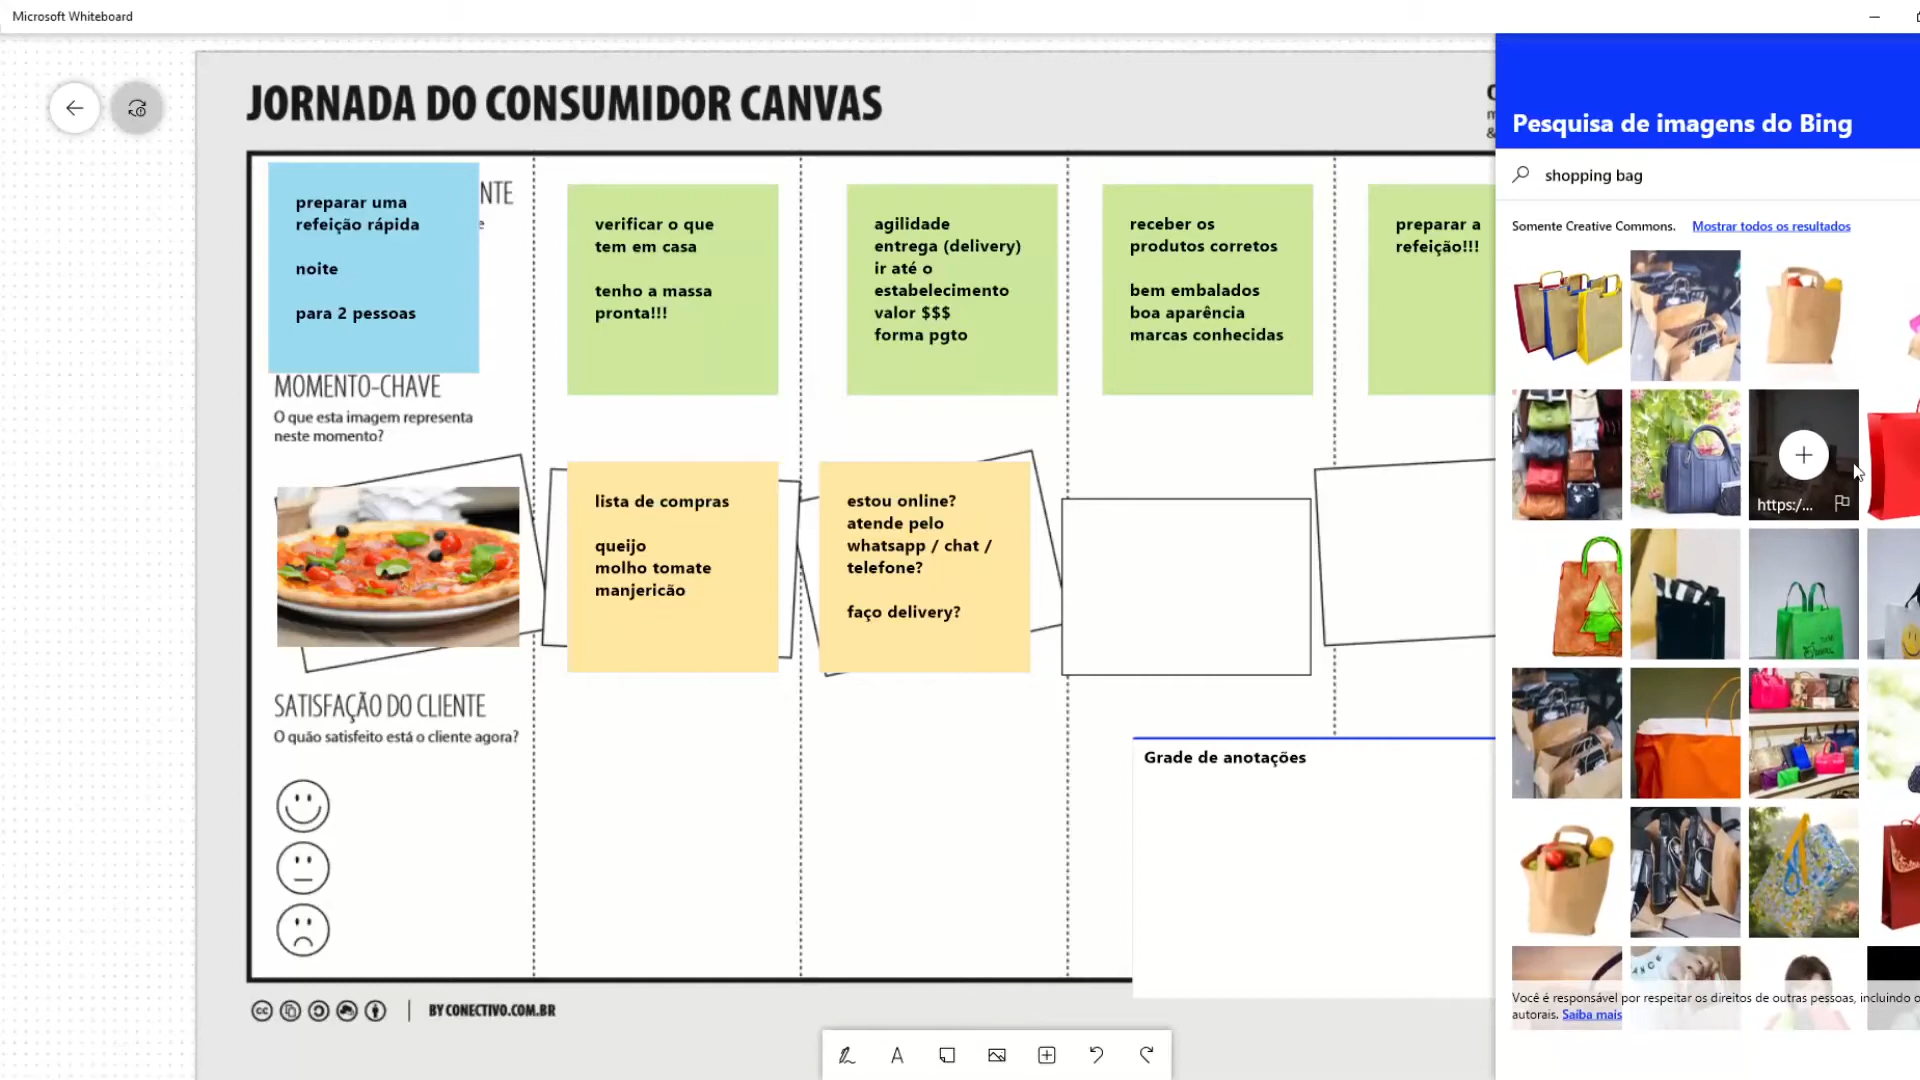 Microsoft Whiteboard
JORNADA DO CONSUMIDOR CANVAS
preparar uma
refeição rápida
noite
para 2 pessoas
NTE
verificar o que
tem em casa
tenho a massa
pronta!!!
agilidade
entrega (delivery)
ir até o
estabelecimento
valor $$$
forma pgto
receber os
produtos corretos
bem embalados
boa aparência
marcas conhecidas
preparar a
refeição!!!
MOMENTO-CHAVE
O que esta imagem representa
neste momento?
lista de compras
queijo
molho tomate
manjericão
estou online?
atende pelo
whatsapp / chat /
telefone?
faço delivery?
SATISFAÇÃO DO CLIENTE
O quão satisfeito está o cliente agora?
Grade de anotações
BY CONECTIVO.COM.BR
Pesquisa de imagens do Bing
shopping bag
Somente Creative Commons. Mostrar todos os resultados
https:/...
Você é responsável por respeitar os direitos de outras pessoas, incluindo
autorais. Saiba mais